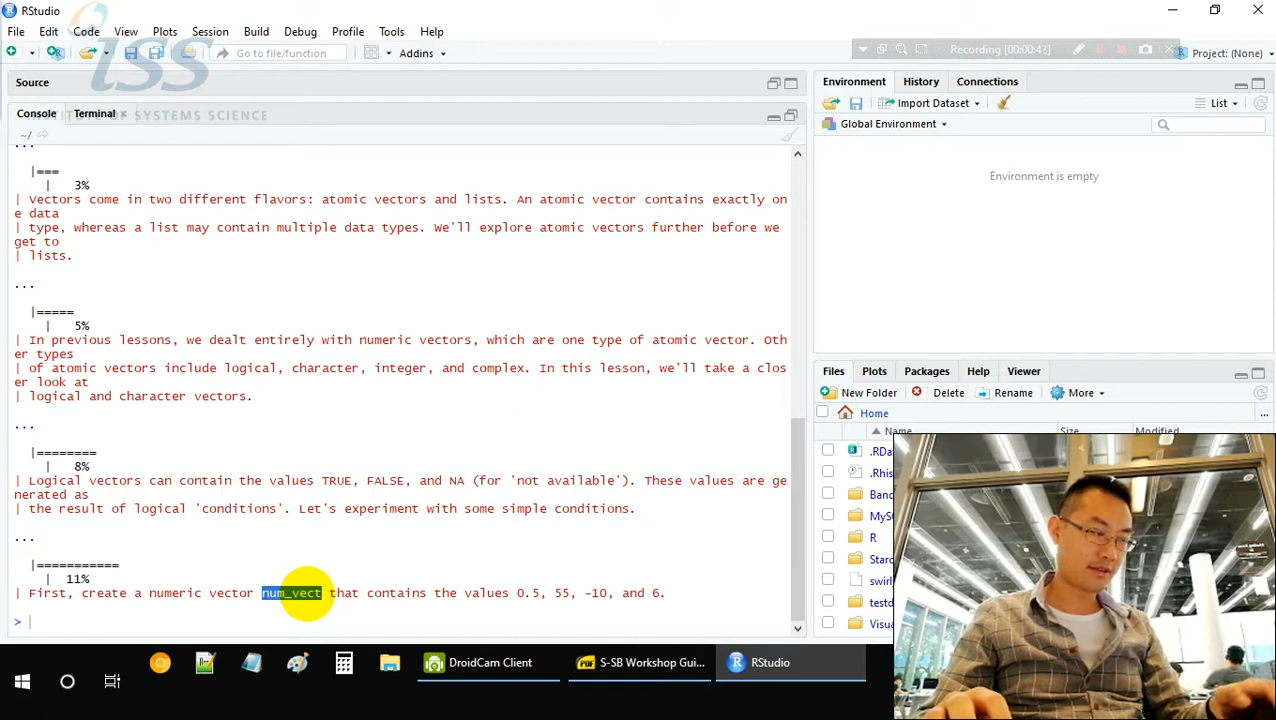 RStudio
File Edit Code View Plots Session Build Debug Profile Tools Help
Go to file/function
Addins
Recording [00:00:42]
Project: (None)
iss
Source
Console Terminal
SYSTEMS SCIENCE
~/
...
|===
| 3%
| Vectors come in two different flavors: atomic vectors and lists. An atomic vector contains exactly on
e data
| type, whereas a list may contain multiple data types. We'll explore atomic vectors further before we
get to
| lists.
...
|=====
| 5%
| In previous lessons, we dealt entirely with numeric vectors, which are one type of atomic vector. Oth
er types
| of atomic vectors include logical, character, integer, and complex. In this lesson, we'll take a clos
er look at
| logical and character vectors.
...
|========
| 8%
| Logical vectors can contain the values TRUE, FALSE, and NA (for 'not available'). These values are ge
nerated as
| the result of logical 'conditions'. Let's experiment with some simple conditions.
...
|===========
| 11%
| First, create a numeric vector num_vect that contains the values 0.5, 55, -10, and 6.
>
Environment History Connections
Import Dataset
List
Global Environment
Environment is empty
Files Plots Packages Help Viewer
New Folder Delete Rename More
Home
...
Name Size Modified
.RDa
.Rhis
Band
MyS
R
Stard
swirl
testd
Visua
DroidCam Client
S-SB Workshop Gui...
RStudio